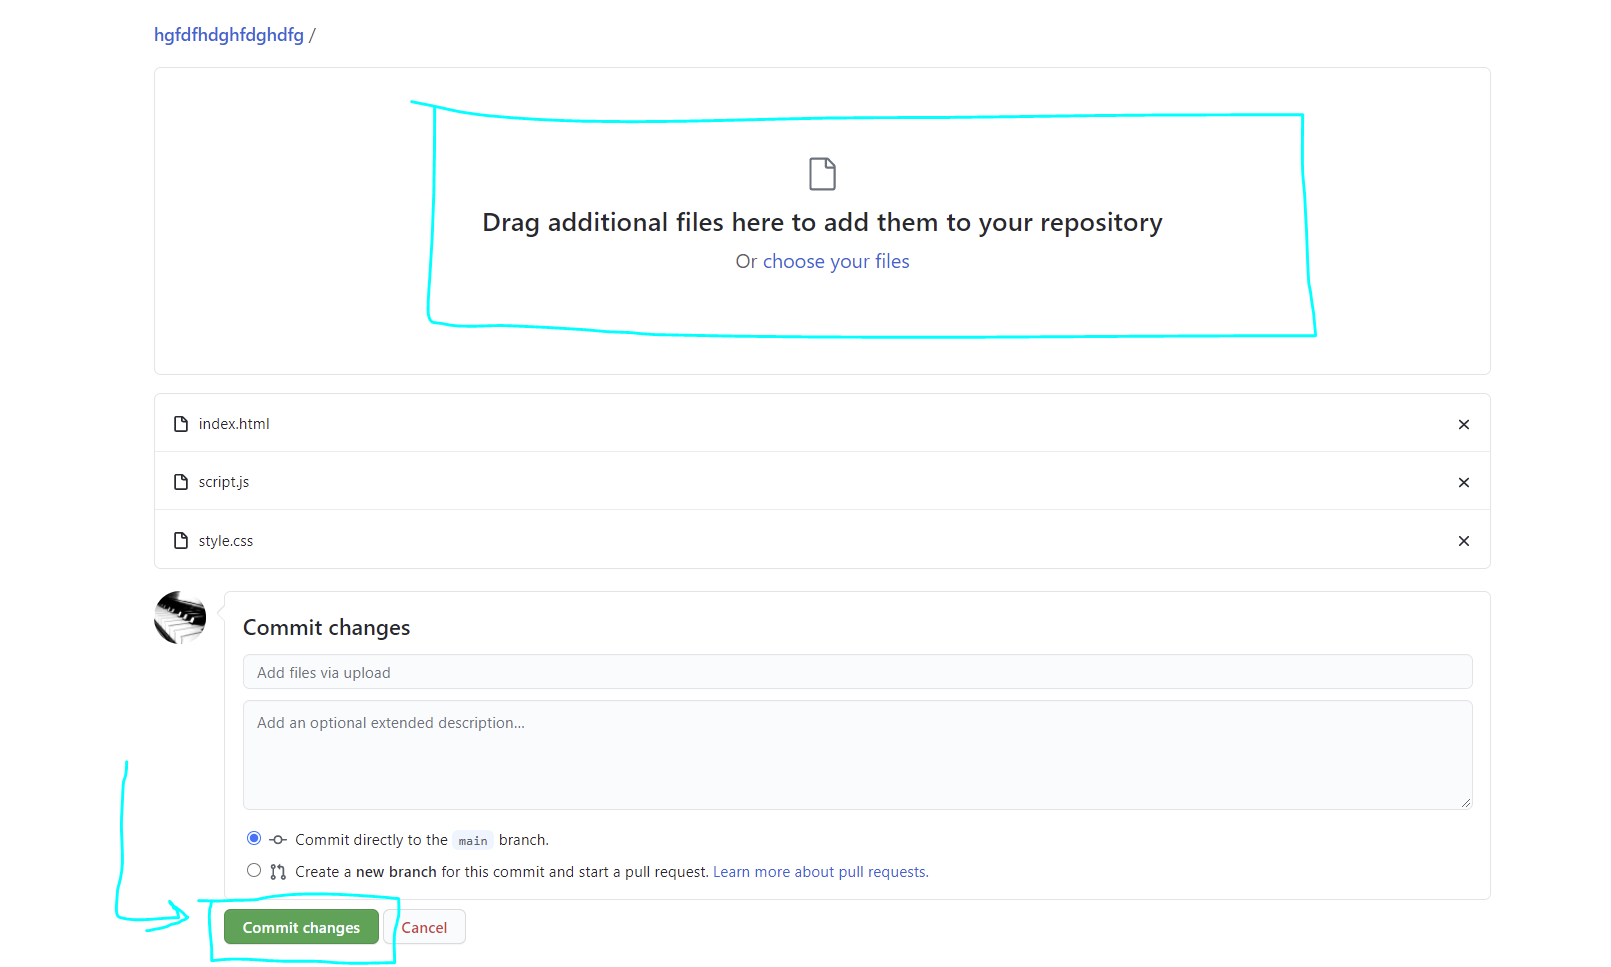 hgfdfhdghfdghdfg /
Drag additional files here to add them to your repository
Or choose your files
index.html
script.js
style.css
Commit changes
Add files via upload
Add an optional extended description...
Commit directly to the main branch.
Create a new branch for this commit and start a pull request. Learn more about pull requests.
Commit changes Cancel